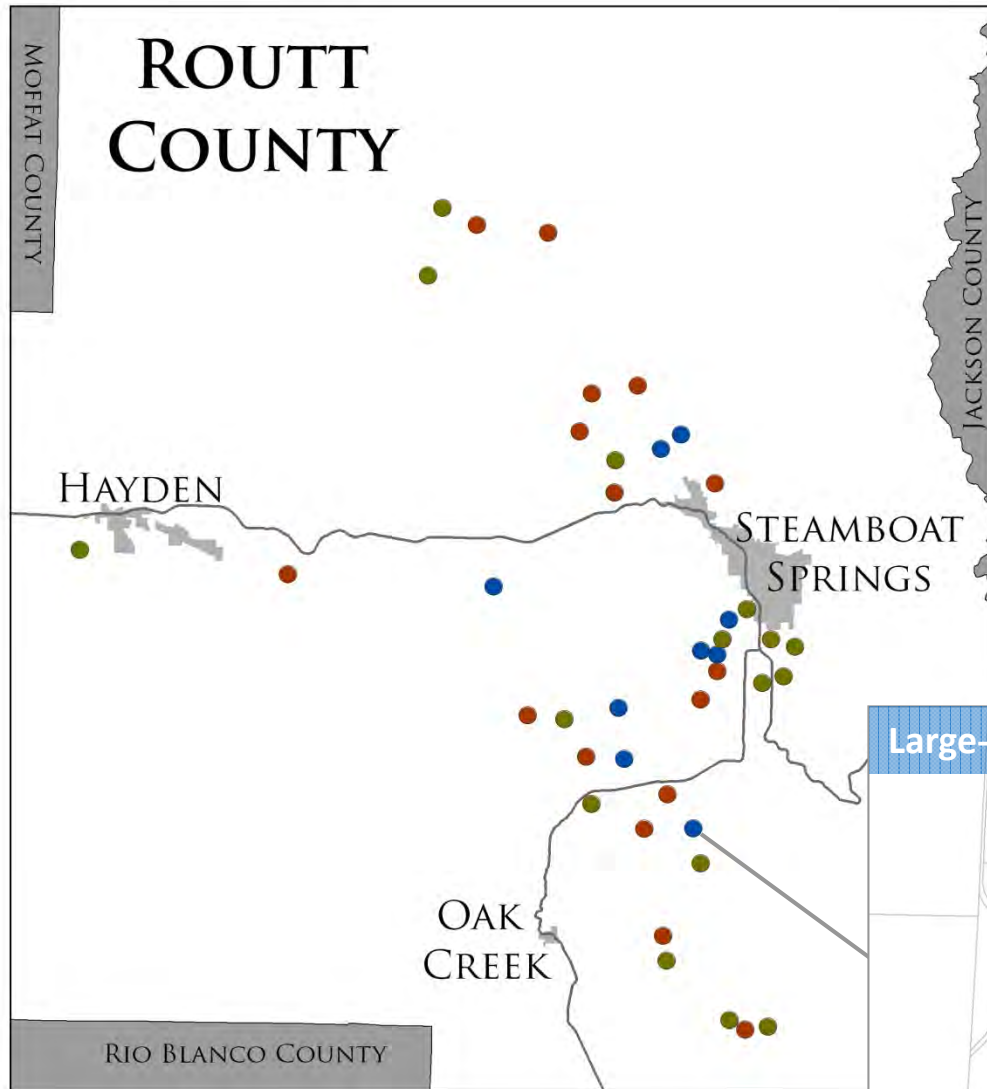 ROUTT
COUNTY
MOFFAT COUNTY
JACKSON COUNTY
HAYDEN
STEAMBOAT
SPRINGS
Large-
OAK
CREEK
RIO BLANCO COUNTY